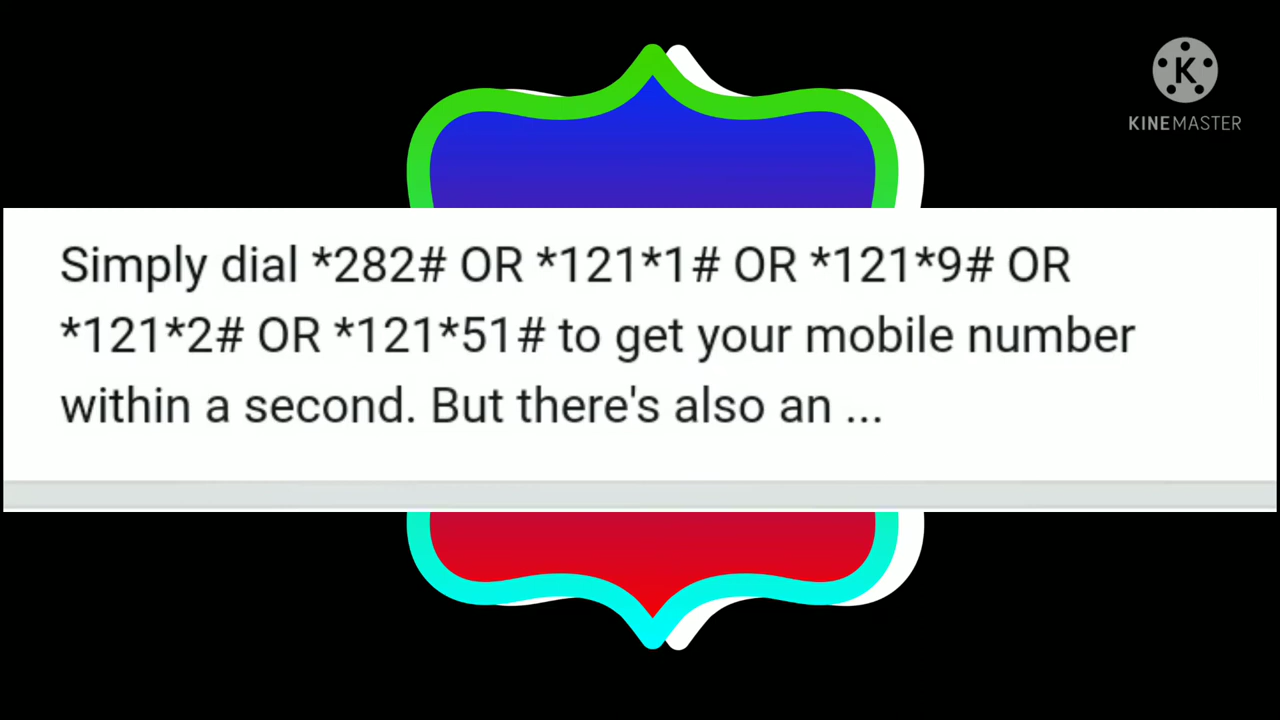 K
KINEMASTER
Simply dial *282# OR *121*1# OR *121*9# OR
*121*2# OR *121*51# to get your mobile number
within a second. But there's also an ...